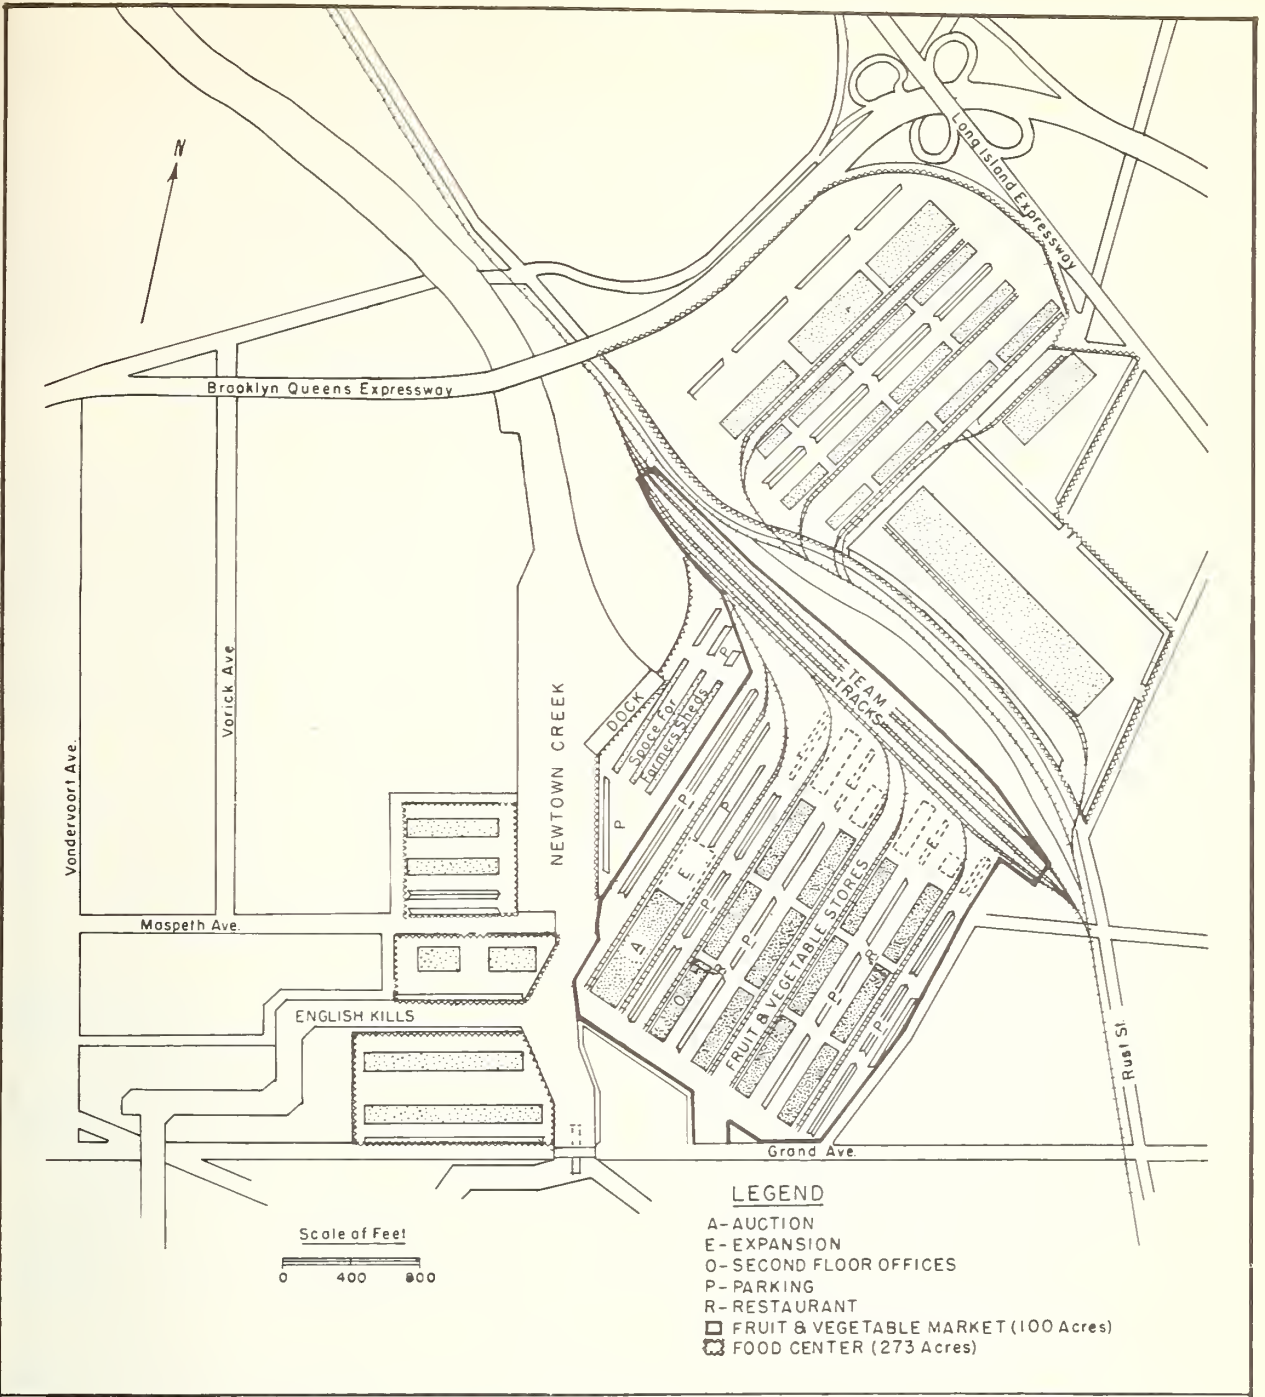 N
Long Island Expressway
Brooklyn Queens Expressway
Vandervoort Ave.
Varick Ave
NEWTOWN CREEK
DOCK
P
Space for
Farmers Sheds
P
TEAM
TRACKS
P
P
E
E
E
P
P
A
R
R
O
P
P
FRUIT & VEGETABLE STORES
Maspeth Ave.
ENGLISH KILLS
Rust St.
Grand Ave.
Scale of Feet
0 400 800
LEGEND
A-AUCTION
E-EXPANSION
O-SECOND FLOOR OFFICES
P-PARKING
R-RESTAURANT
FRUIT & VEGETABLE MARKET (100 Acres)
FOOD CENTER (273 Acres)